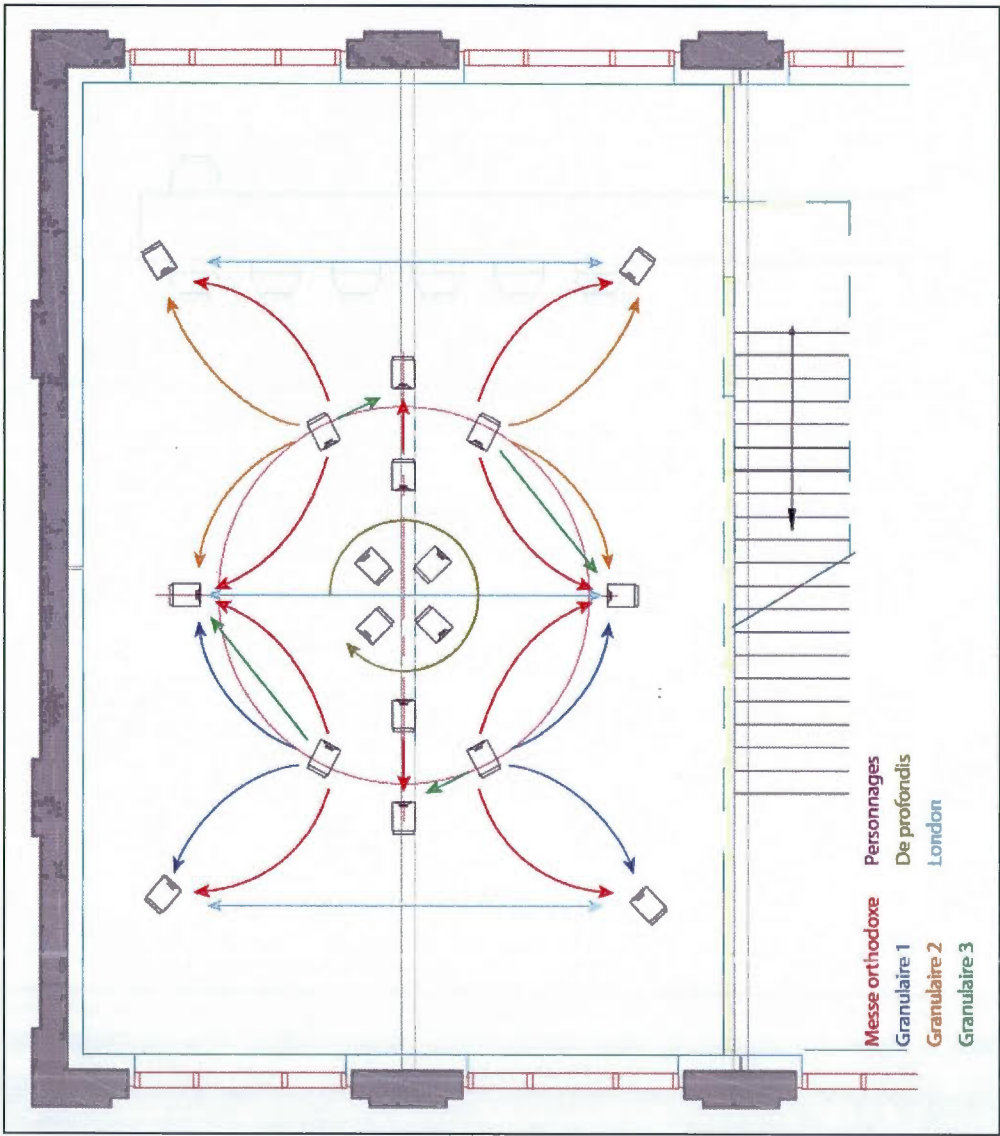 Messe orthodoxe
Granulaire 1
Granulaire 2
Granulaire 3
Personnages
De profondis
London